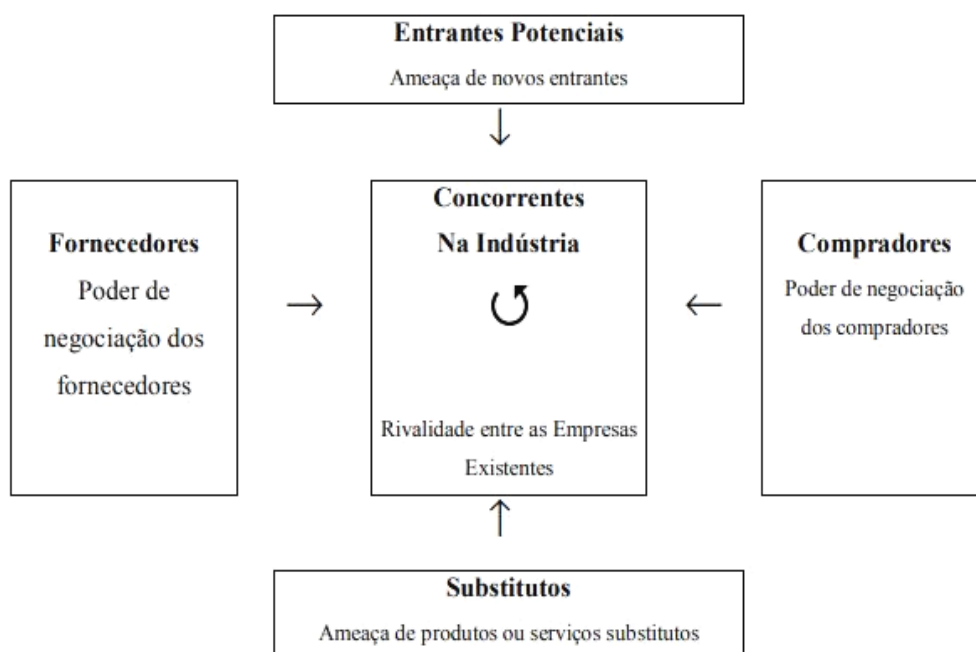 Entrantes Potenciais
Ameaça de novos entrantes
Fornecedores
Poder de
negociação dos
fornecedores
Concorrentes
Na Indústria
Rivalidade entre as Empresas
Existentes
Compradores
Poder de negociação
dos compradores
Substitutos
Ameaça de produtos ou serviços substitutos